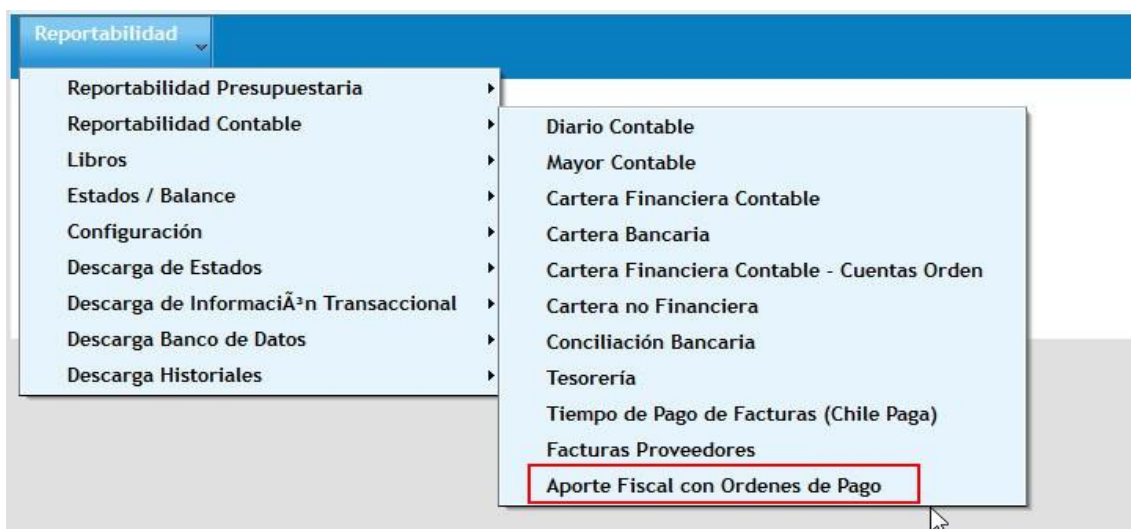 Reportabilidad
Reportabilidad Presupuestaria
Reportabilidad Contable
Libros
Estados / Balance
Configuración
Descarga de Estados
Descarga de InformaciÃ³n Transaccional
Descarga Banco de Datos
Descarga Historiales
Diario Contable
Mayor Contable
Cartera Financiera Contable
Cartera Bancaria
Cartera Financiera Contable - Cuentas Orden
Cartera no Financiera
Conciliación Bancaria
Tesorería
Tiempo de Pago de Facturas (Chile Paga)
Facturas Proveedores
Aporte Fiscal con Ordenes de Pago